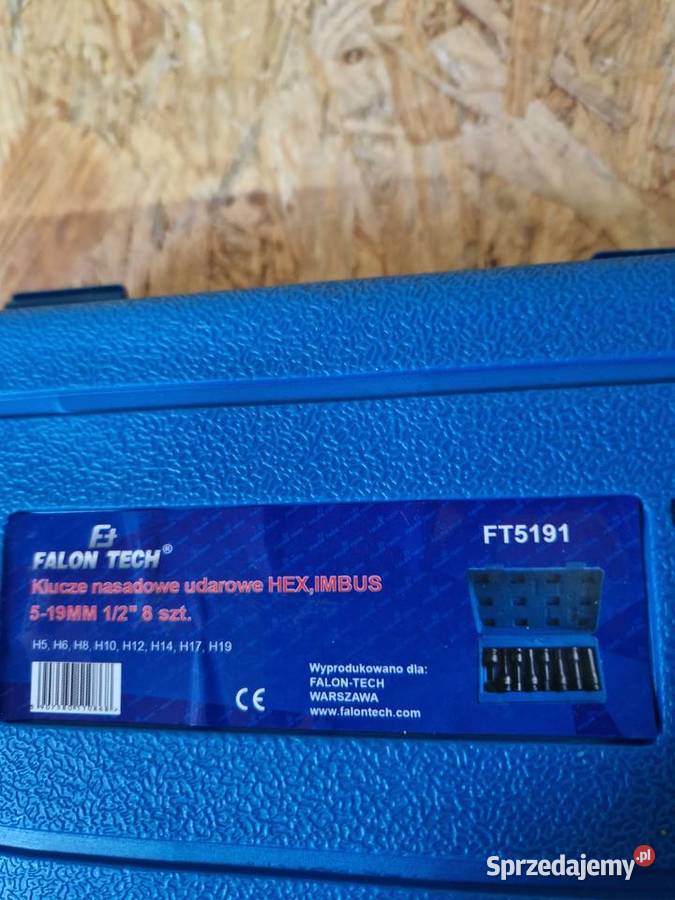 Ft
FALON TECH®
FT5191
Klucze nasadowe udarowe HEX,IMBUS
5-19MM 1/2" 8 szt.
H5, H6, H8, H10, H12, H14, H17, H19
CE
Wyprodukowano dla:
FALON-TECH
WARSZAWA
www.falontech.com
Sprzedajemy.pl